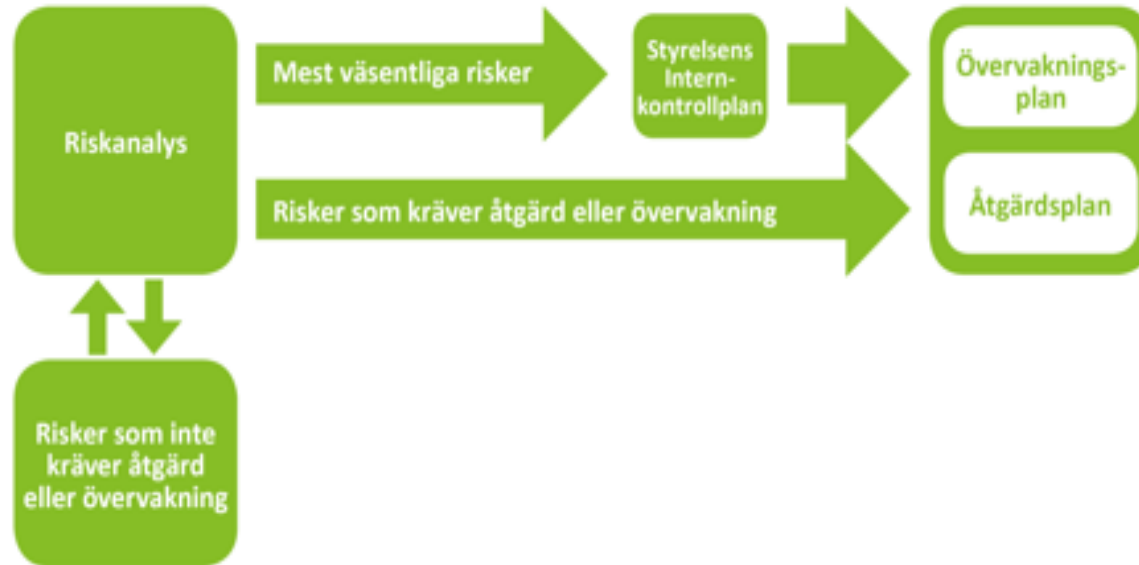 Riskanalys
Mest väsentliga risker
Styrelsens
Intern-
kontrollplan
Övervaknings-
plan
Risker som kräver åtgärd eller övervakning
Åtgärdsplan
Risker som inte
kräver åtgärd
eller övervakning